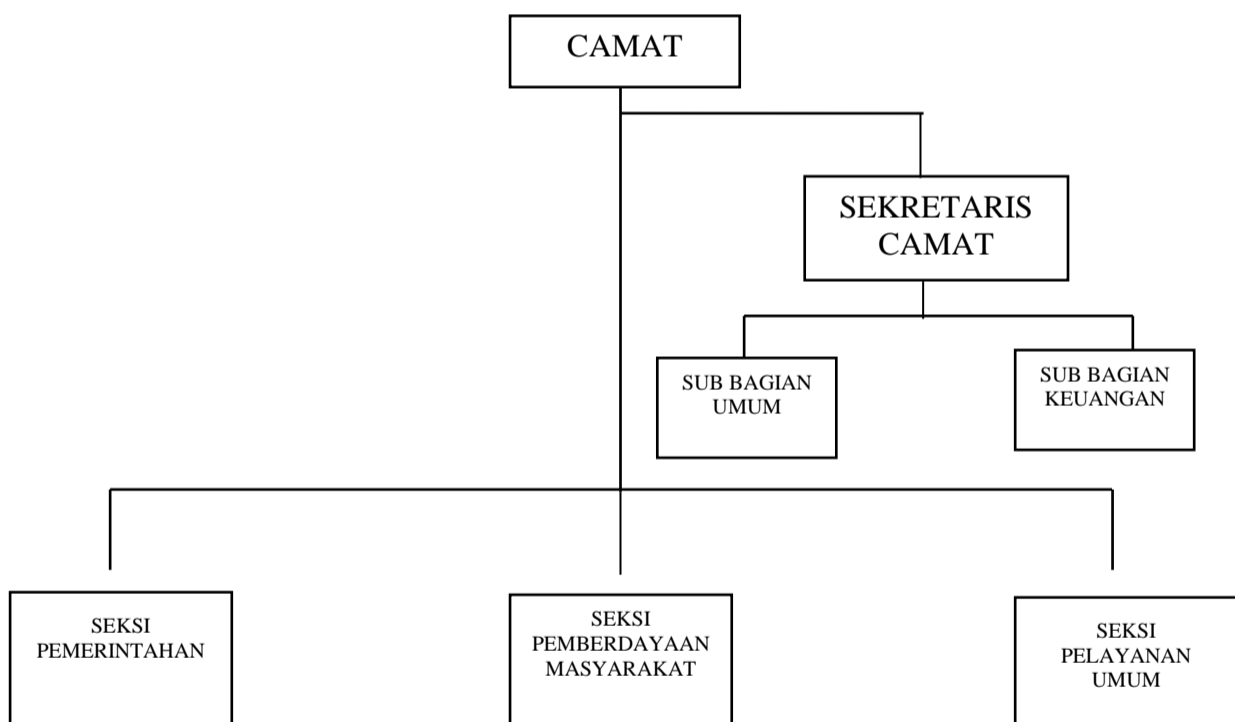 CAMAT
SEKRETARIS
CAMAT
SUB BAGIAN
UMUM
SUB BAGIAN
KEUANGAN
SEKSI
PEMERINTAHAN
SEKSI
PEMBERDAYAAN
MASYARAKAT
SEKSI
PELAYANAN
UMUM